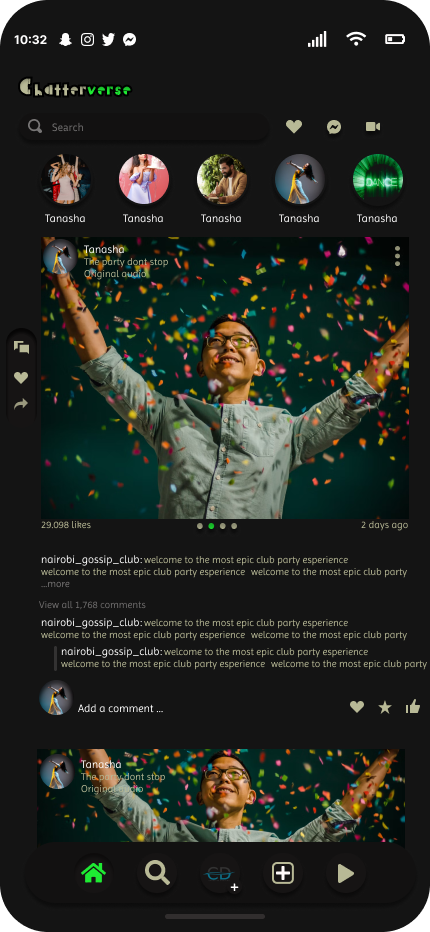 10:32
Chatterverse
Search
Tanasha
Tanasha
Tanasha
Tanasha
Tanasha
DANCE
Tanasha
The party dont stop
Original audio
29.098 likes
2 days ago
nairobi_gossip_club: welcome to the most epic club party esperience
welcome to the most epic club party esperience welcome to the most epic club party
...more
View all 1,768 comments
nairobi_gossip_club: welcome to the most epic club party esperience
welcome to the most epic club party esperience welcome to the most epic club party
nairobi_gossip_club: welcome to the most epic club party esperience
welcome to the most epic club party esperience welcome to the most epic club party
Add a comment ...
Tanasha
The party dont stop
Original audio
CD